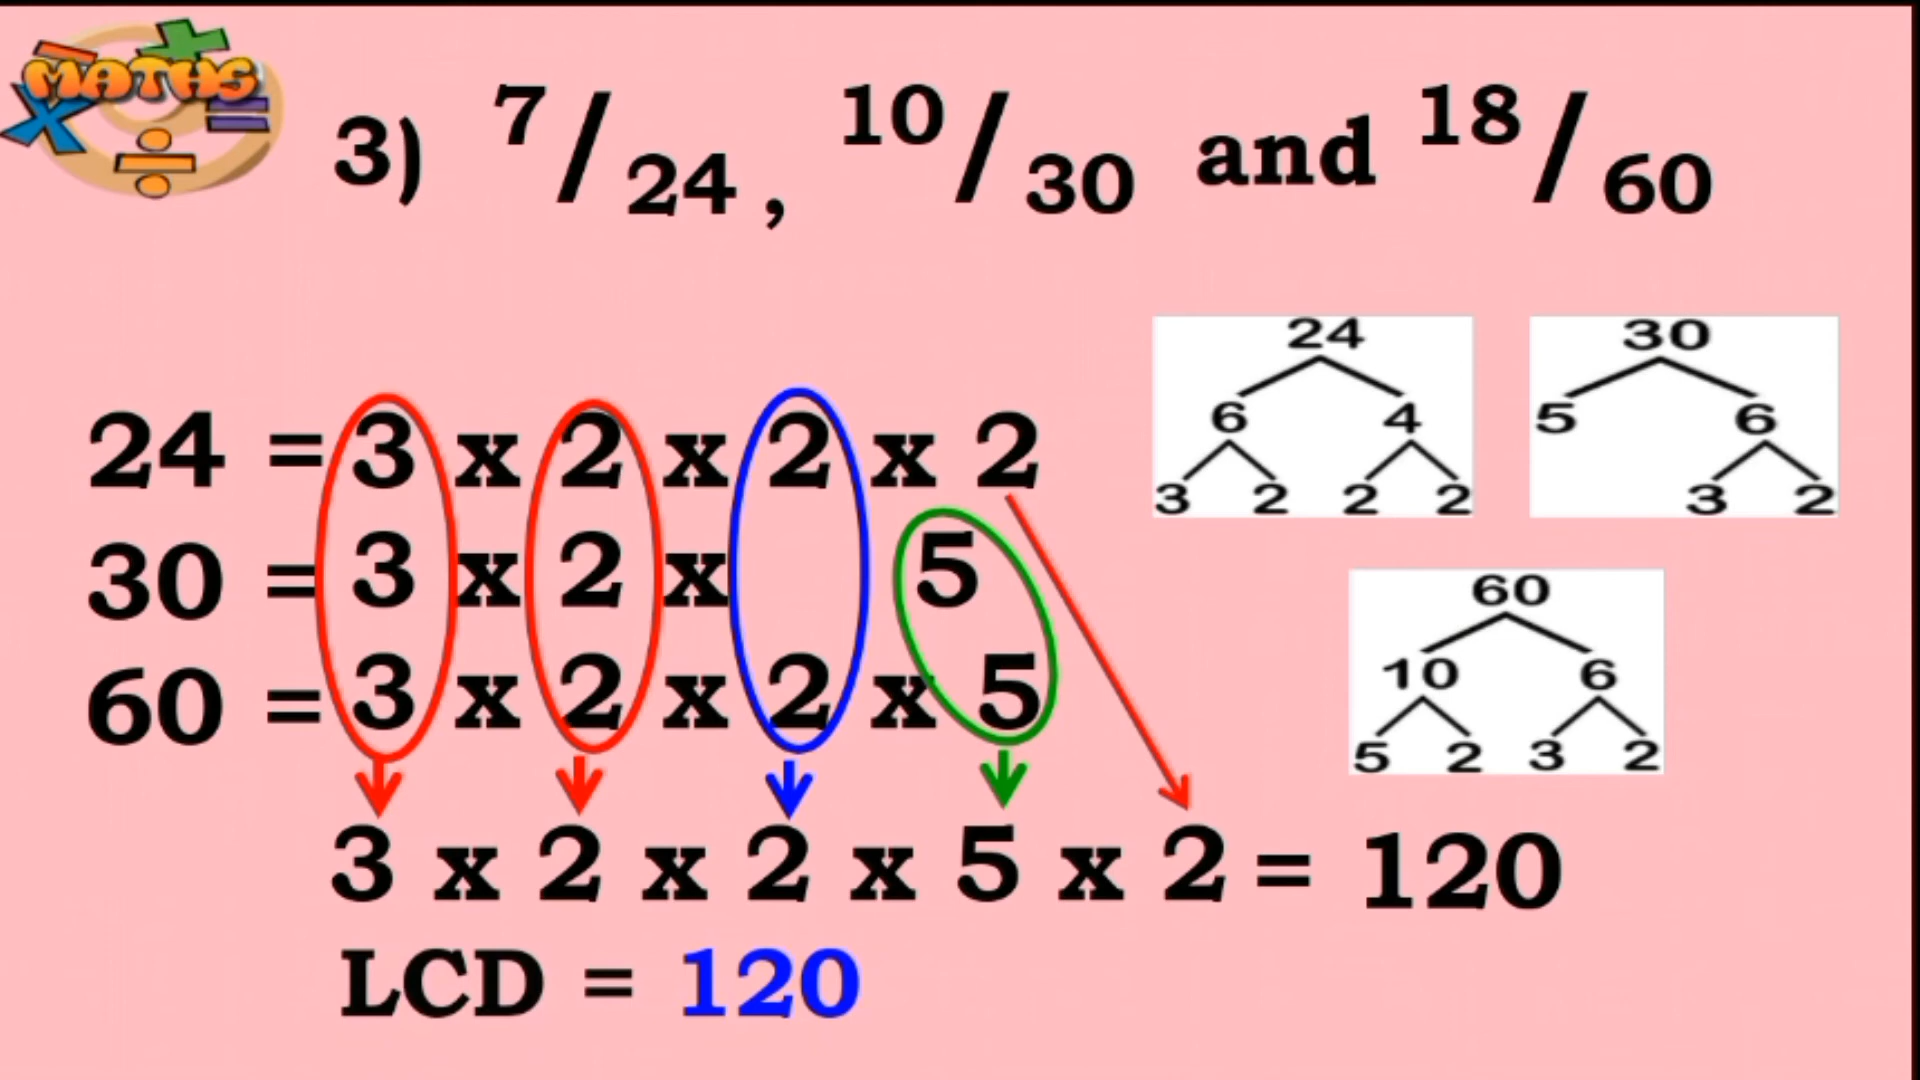 MATHS
3) 7/24 , 10/30 and 18/60
24 = 3 x 2 x 2 x 2
30 = 3 x 2 x 5
60 = 3 x 2 x 2 x 5
3 x 2 x 2 x 5 x 2 = 120
LCD = 120
24
6 4
3 2 2 2
30
5 6
3 2
60
10 6
5 2 3 2